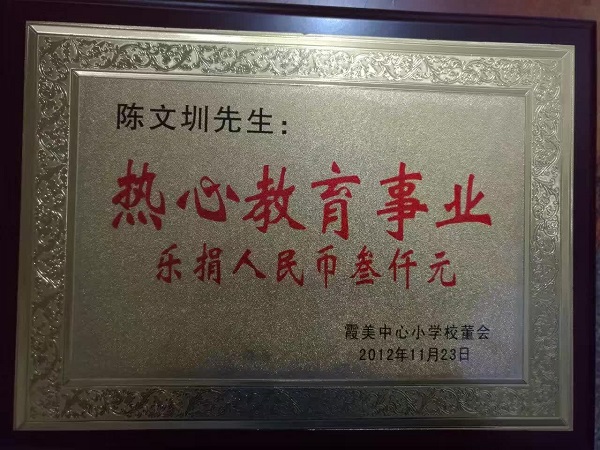 陈文圳先生：
热心教育事业
乐捐人民币叁仟元
霞美中心小学校董会
2012年11月23日